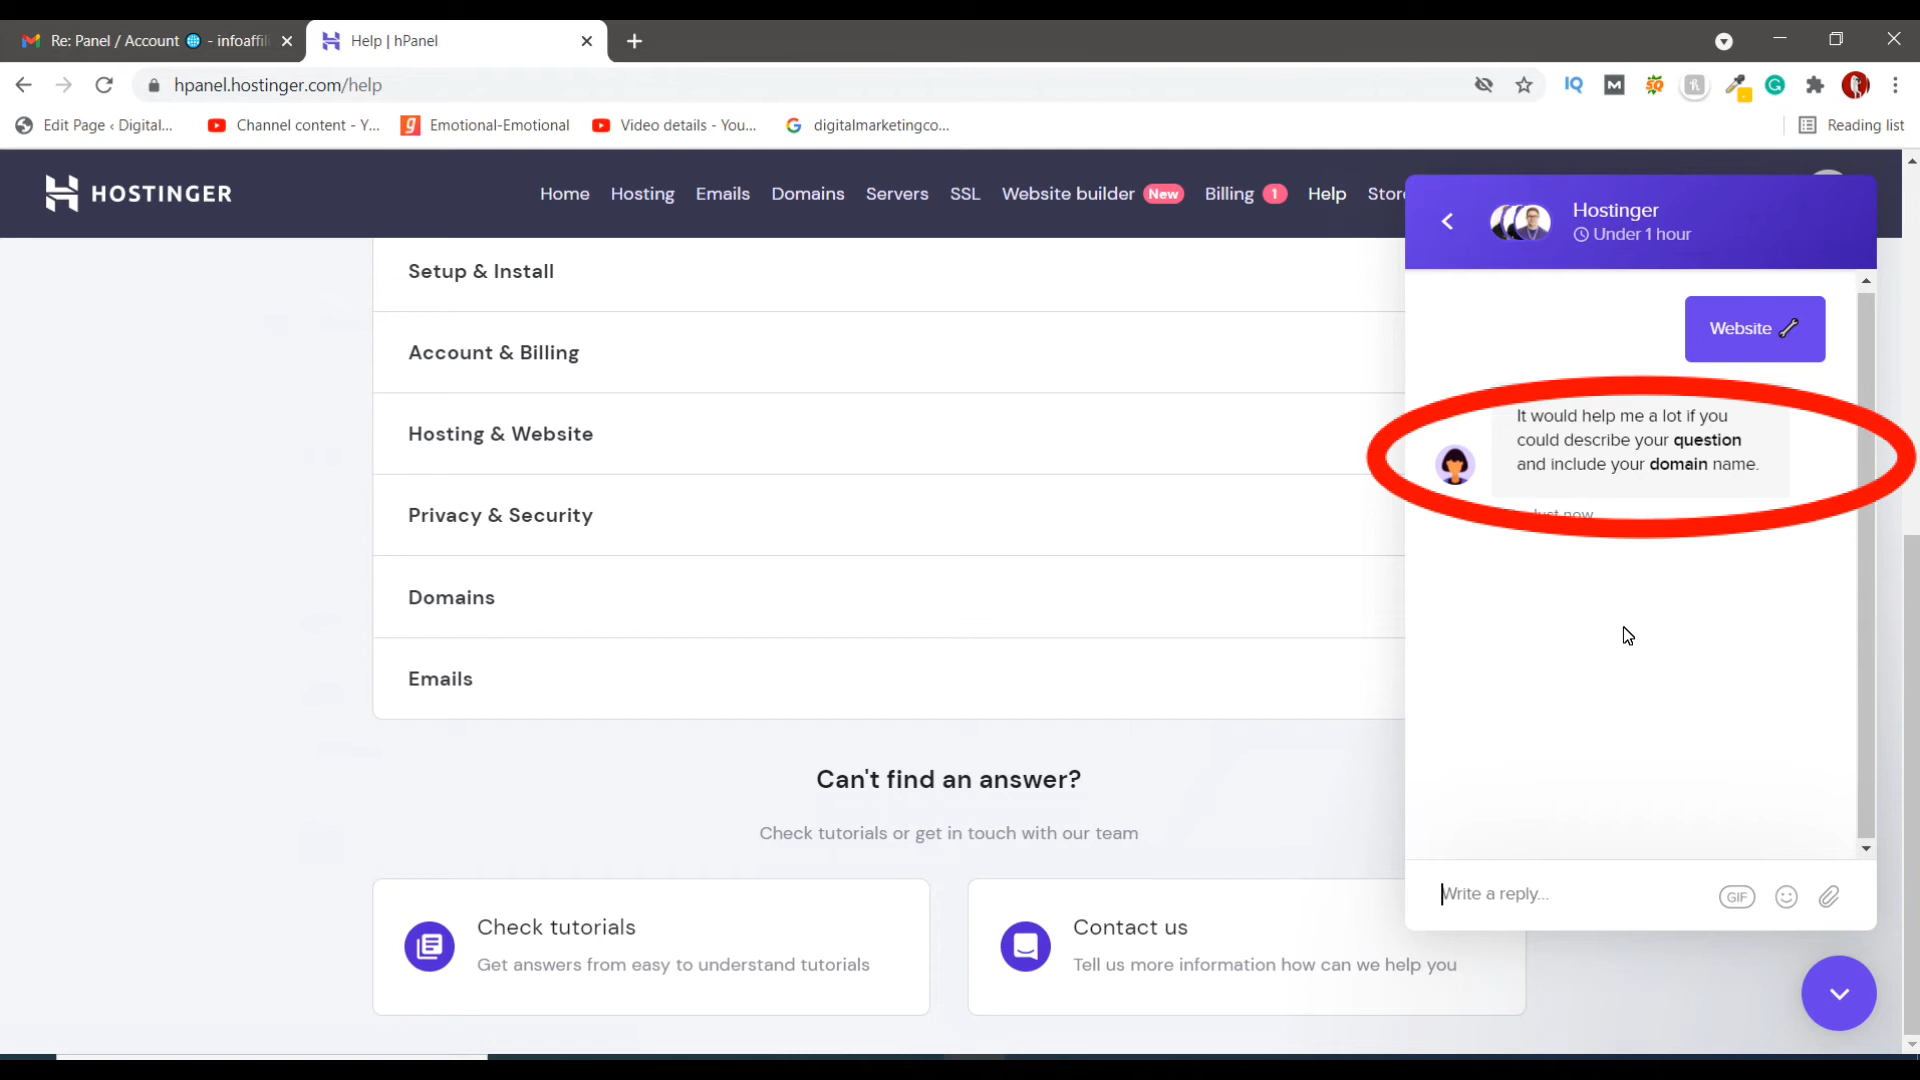 Re: Panel / Account - infoaffili
Help | hPanel
hpanel.hostinger.com/help
IQ
M
SQ
h
G
Edit Page ‹ Digital...
Channel content - Y...
g
Emotional-Emotional
Video details - You...
G
digitalmarketingco...
Reading list
HOSTINGER
Home
Hosting
Emails
Domains
Servers
SSL
Website builder New
Billing 1
Help
Store
Hostinger
Under 1 hour
Website
It would help me a lot if you
could describe your question
and include your domain name.
Just now
Setup & Install
Account & Billing
Hosting & Website
Privacy & Security
Domains
Emails
Can't find an answer?
Check tutorials or get in touch with our team
Check tutorials
Get answers from easy to understand tutorials
Contact us
Tell us more information how can we help you
Write a reply...
GIF